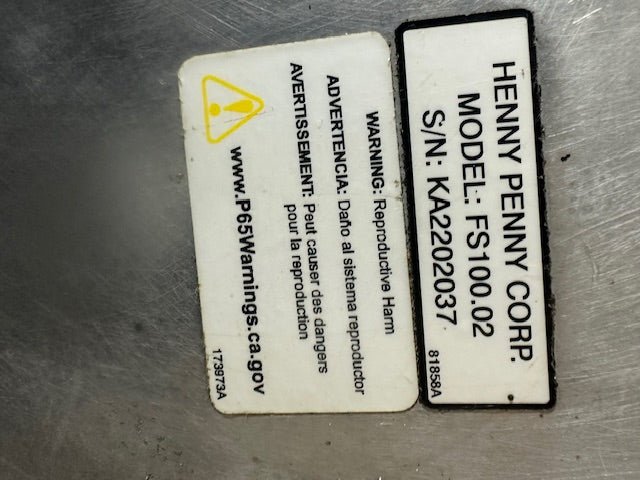 HENNY PENNY CORP.
MODEL: FS100.02
S/N: KA2202037
81858A
WARNING: Reproductive Harm
ADVERTENCIA: Daño al sistema reproductor
AVERTISSEMENT: Peut causer des dangers
pour la reproduction
www.P65Warnings.ca.gov
173973A